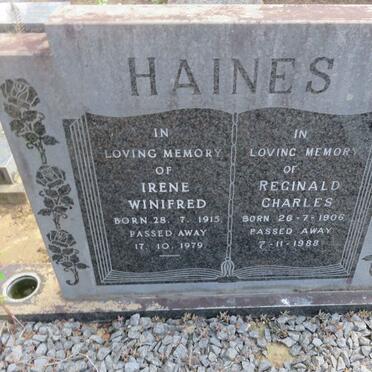 HAINES
IN
LOVING MEMORY
OF
IRENE
WINIFRED
BORN 28. 7. 1915
PASSED AWAY
17. 10. 1979
IN
LOVING MEMORY
OF
REGINALD
CHARLES
BORN 26-7-1906
PASSED AWAY
7-11-1988